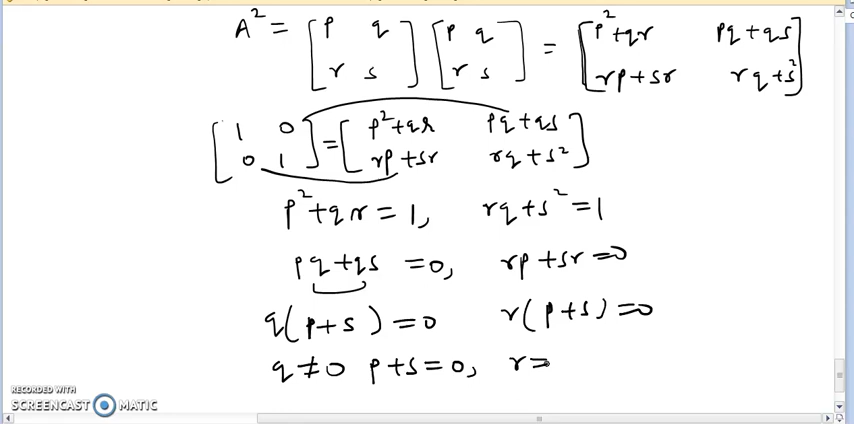 A² = [p q r s] [p q r s] = [p²+qr pq+qs rp+sr rq+s²]
[1 0 0 1] = [p²+qr pq+qs rp+sr rq+s²]
p²+qr=1, rq+s²=1
pq+qs =0, rp+sr=0
q(p+s)=0 r(p+s)=0
q≠0 p+s=0, r=
RECORDED WITH
SCREENCAST MATIC